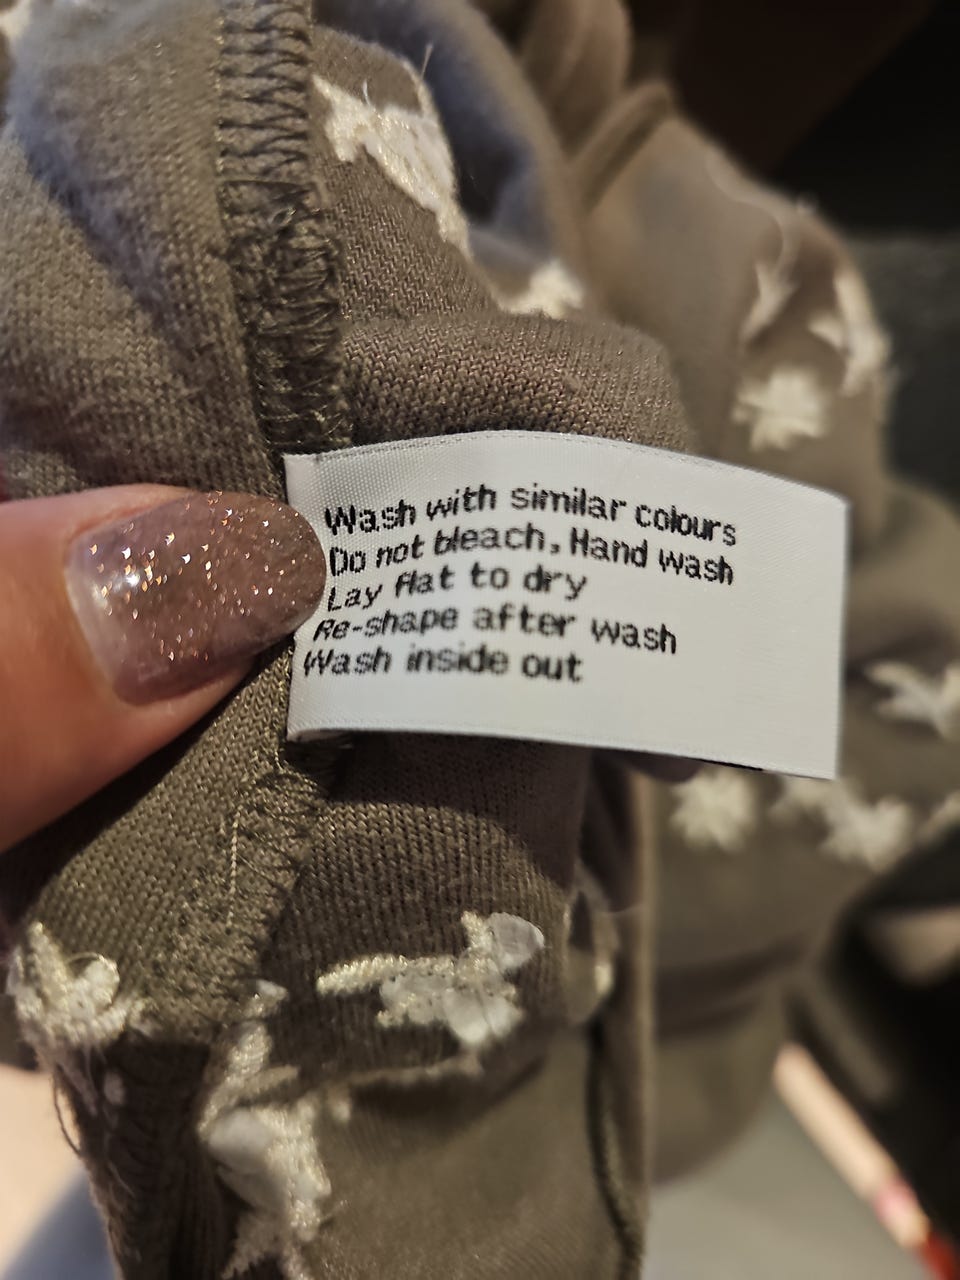 Wash with similar colours
Do not bleach, Hand wash
Lay flat to dry
Re-shape after wash
Wash inside out